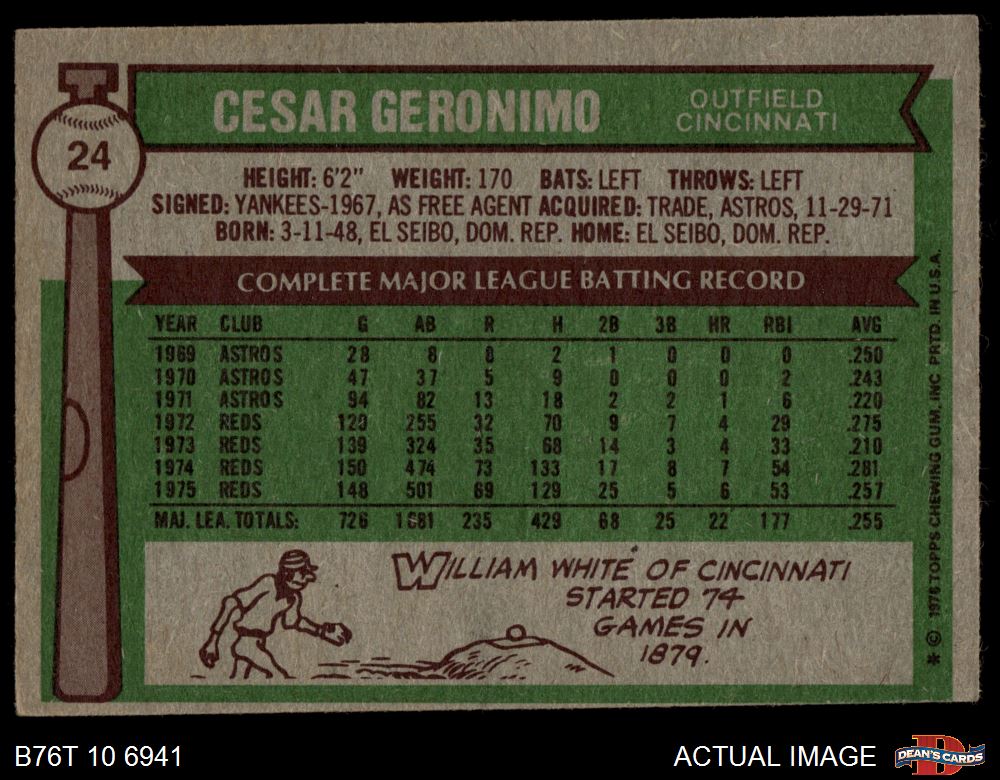 24
CESAR GERONIMO
OUTFIELD
CINCINNATI
HEIGHT: 6'2" WEIGHT: 170 BATS: LEFT THROWS: LEFT
SIGNED: YANKEES-1967, AS FREE AGENT ACQUIRED: TRADE, ASTROS, 11-29-71
BORN: 3-11-48, EL SEIBO, DOM. REP. HOME: EL SEIBO, DOM. REP.
COMPLETE MAJOR LEAGUE BATTING RECORD
YEAR CLUB G AB R H 2B 3B HR RBI AVG
1969 ASTROS 28 8 8 2 1 0 0 0 .250
1970 ASTROS 47 37 5 9 0 0 0 2 .243
1971 ASTROS 94 82 13 18 2 2 1 6 .220
1972 REDS 120 255 32 70 9 7 4 29 .275
1973 REDS 139 324 35 68 14 3 4 33 .210
1974 REDS 150 474 73 133 17 8 7 54 .281
1975 REDS 148 501 69 129 25 5 6 53 .257
MAJ. LEA. TOTALS: 726 1681 235 429 68 25 22 177 .255
WILLIAM WHITE OF CINCINNATI
STARTED 74
GAMES IN
1879.
* © 1976 TOPPS CHEWING GUM, INC. PRTD. IN U.S.A.
B76T 10 6941
ACTUAL IMAGE
D
DEAN'S CARDS